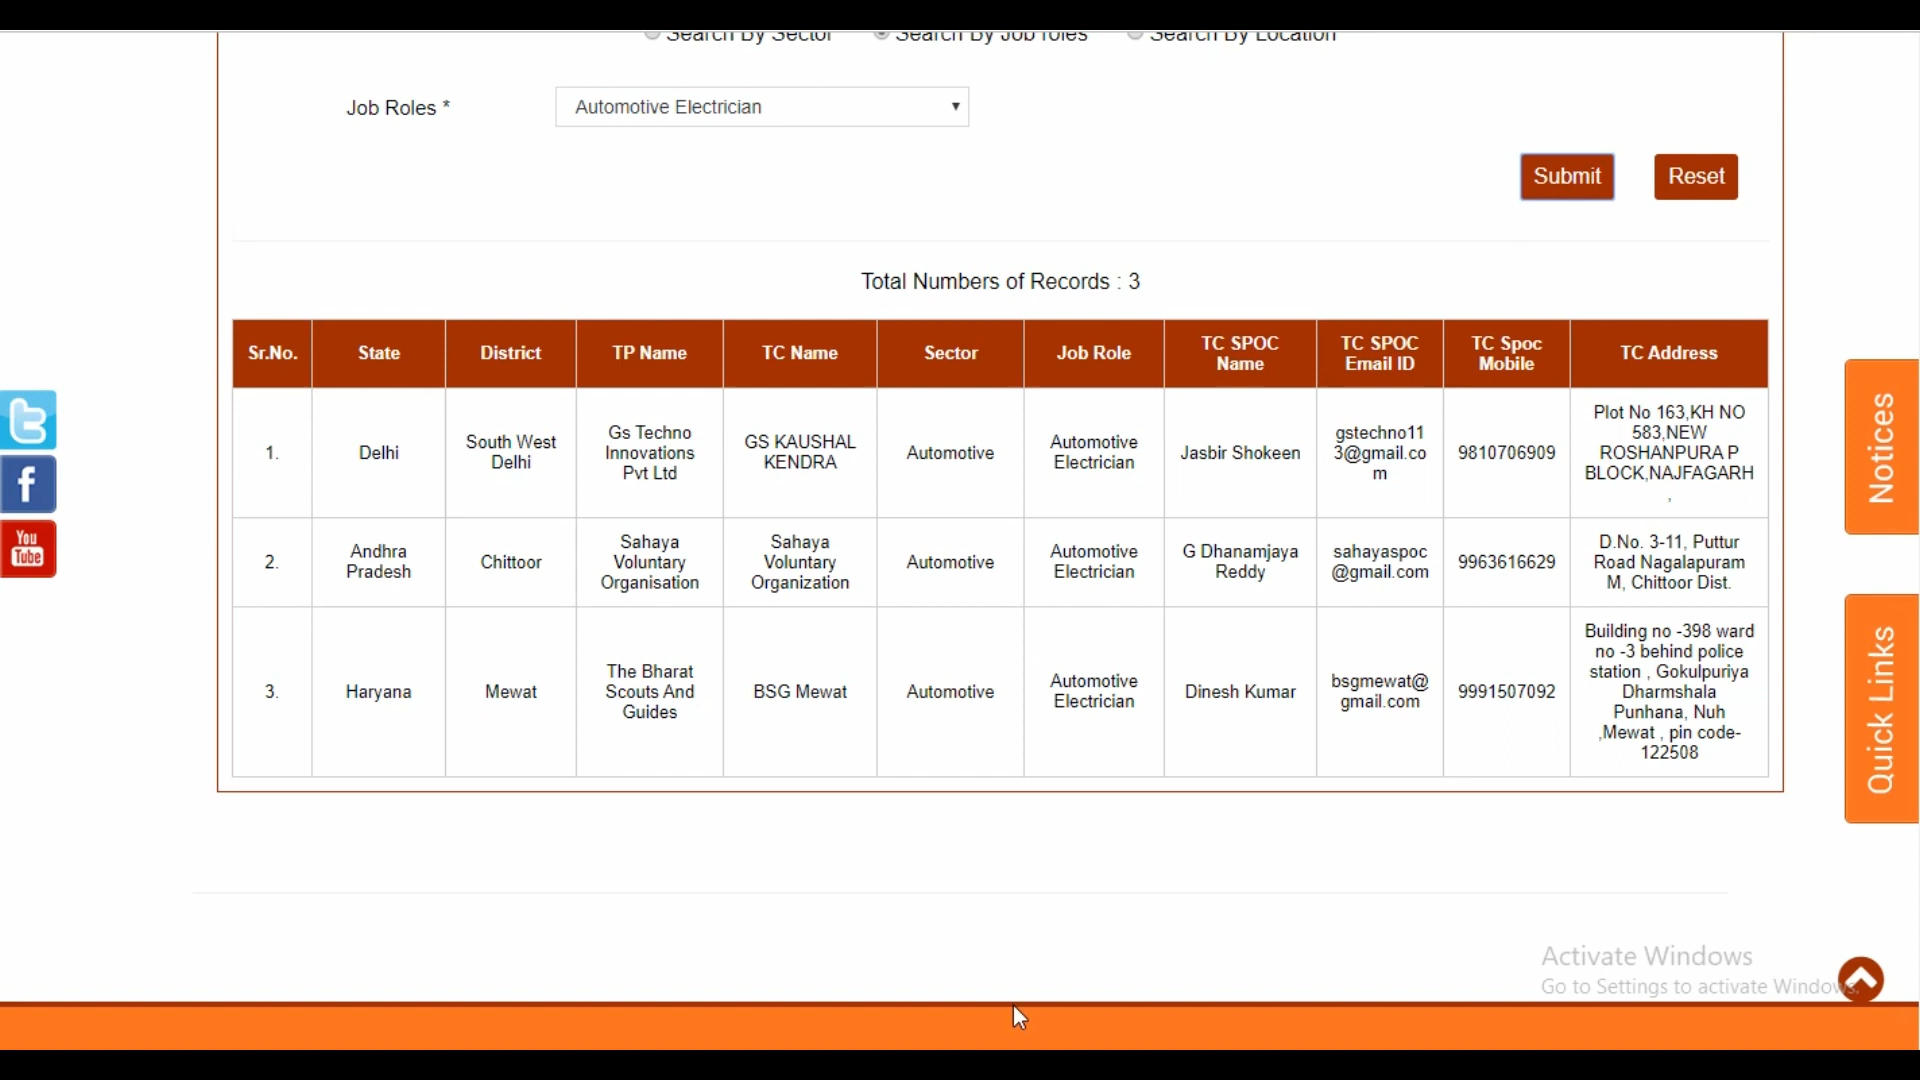 Search By Sector Search By Job roles Search By Location
Job Roles * Automotive Electrician
Submit Reset
Total Numbers of Records : 3
Sr.No. State District TP Name TC Name Sector Job Role TC SPOC Name TC SPOC Email ID TC Spoc Mobile TC Address
1. Delhi South West Delhi Gs Techno Innovations Pvt Ltd GS KAUSHAL KENDRA Automotive Automotive Electrician Jasbir Shokeen gstechno113@gmail.com 9810706909 Plot No 163,KH NO 583,NEW ROSHANPURA P BLOCK,NAJFAGARH ,
2. Andhra Pradesh Chittoor Sahaya Voluntary Organisation Sahaya Voluntary Organization Automotive Automotive Electrician G Dhanamjaya Reddy sahayaspoc@gmail.com 9963616629 D.No. 3-11, Puttur Road Nagalapuram M, Chittoor Dist.
3. Haryana Mewat The Bharat Scouts And Guides BSG Mewat Automotive Automotive Electrician Dinesh Kumar bsgmewat@gmail.com 9991507092 Building no -398 ward no -3 behind police station , Gokulpuriya Dharmshala Punhana, Nuh ,Mewat , pin code-122508
You
Tube
Notices
Quick Links
Activate Windows
Go to Settings to activate Windows.